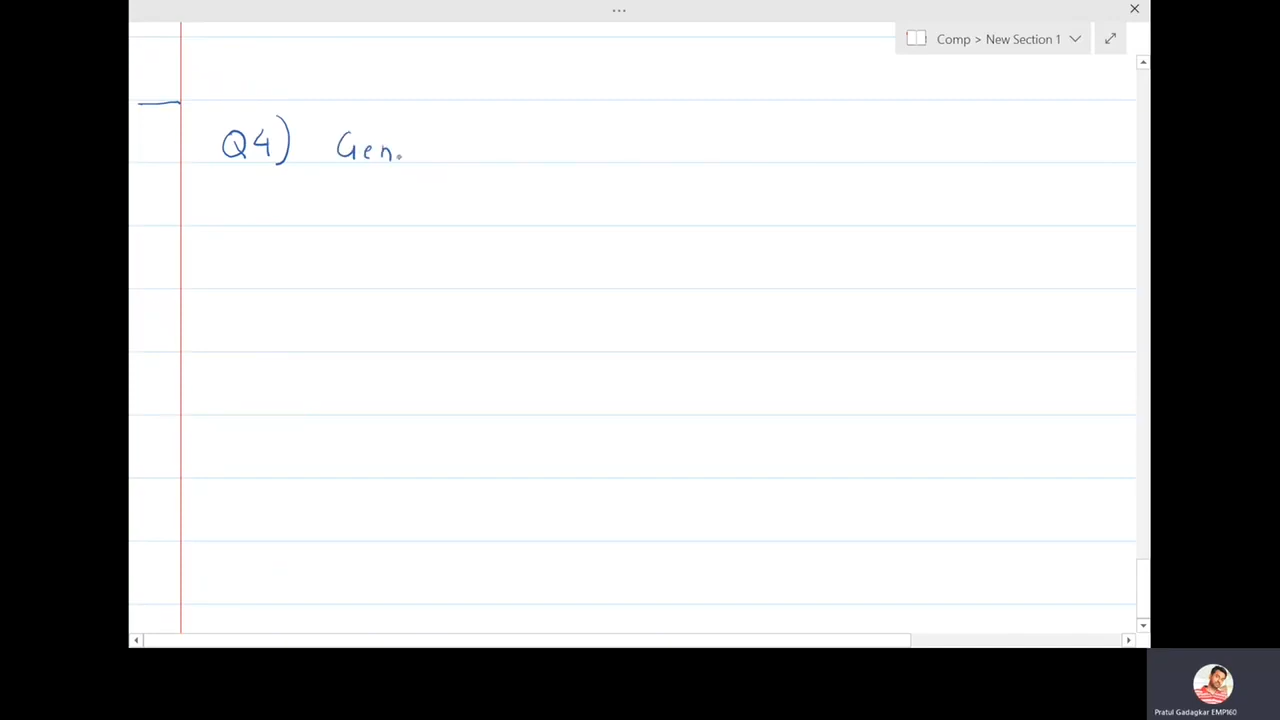 ...
Comp > New Section 1
Q4) Gen.
Pratul Gadagkar EMP160